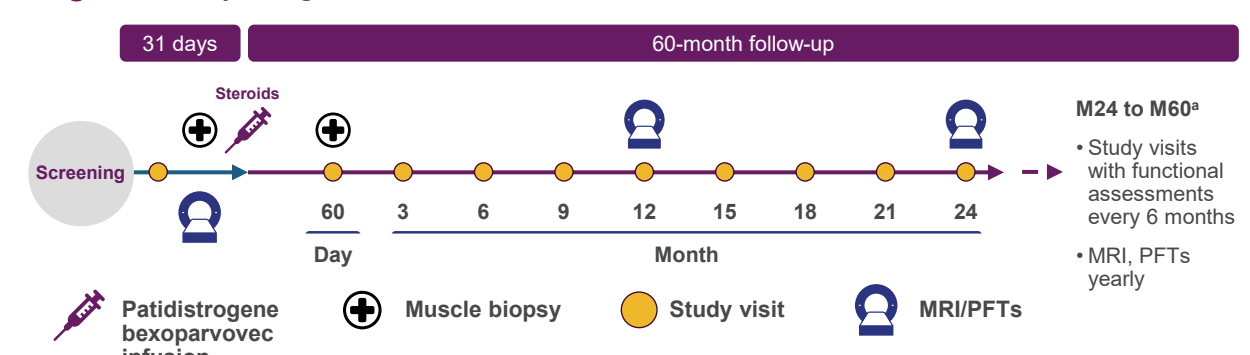 31 days
60-month follow-up
Steroids
Screening
60
3
6
9
12
15
18
21
24
Day
Month
M24 to M60ᵃ
• Study visits
with functional
assessments
every 6 months
• MRI, PFTs
yearly
Patidistrogene
bexoparvovec
infusion
Muscle biopsy
Study visit
MRI/PFTs